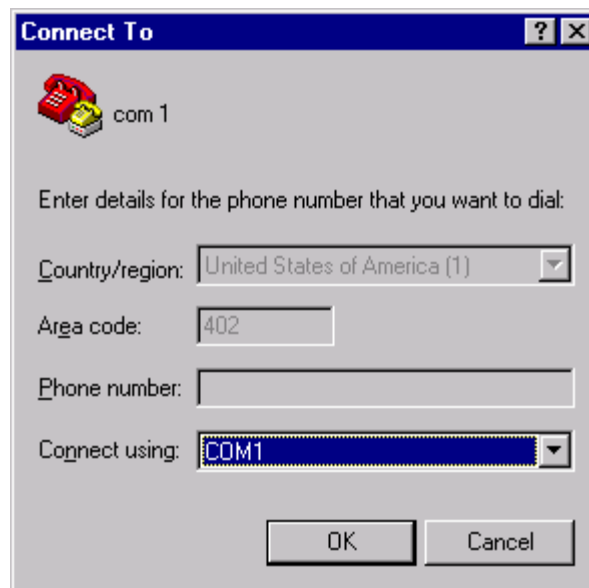 Connect To
com 1
Enter details for the phone number that you want to dial:
Country/region: United States of America (1)
Area code: 402
Phone number:
Connect using: COM1
OK Cancel